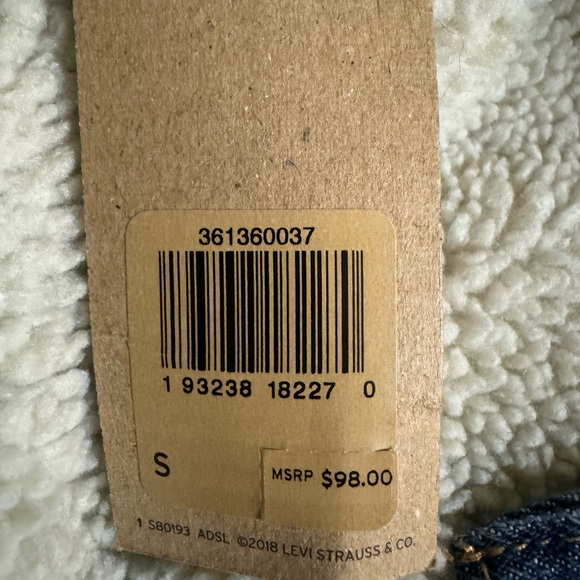 361360037
1 93238 18227 0
S
MSRP $98.00
1 S80193 ADSL ©2018 LEVI STRAUSS & CO.